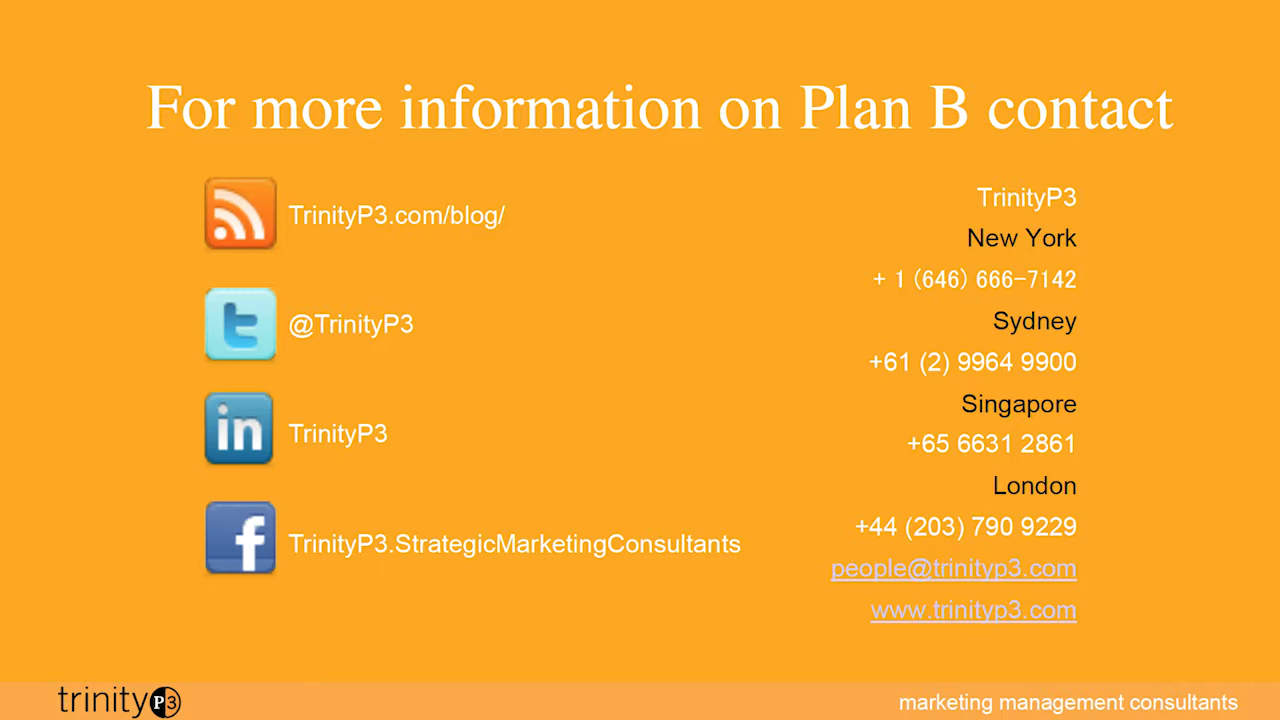 For more information on Plan B contact
TrinityP3.com/blog/
@TrinityP3
TrinityP3
TrinityP3.StrategicMarketingConsultants
TrinityP3
New York
+ 1 (646) 666-7142
Sydney
+61 (2) 9964 9900
Singapore
+65 6631 2861
London
+44 (203) 790 9229
people@trinityp3.com
www.trinityp3.com
trinity P3
marketing management consultants